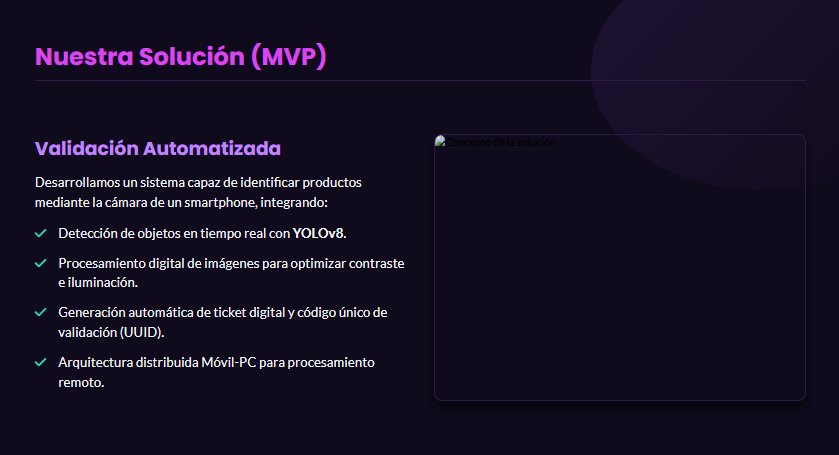 Nuestra Solución (MVP)
Validación Automatizada
Desarrollamos un sistema capaz de identificar productos
mediante la cámara de un smartphone, integrando:
Detección de objetos en tiempo real con YOLOv8.
Procesamiento digital de imágenes para optimizar contraste
e iluminación.
Generación automática de ticket digital y código único de
validación (UUID).
Arquitectura distribuida Móvil-PC para procesamiento
remoto.
Concepto de la solución